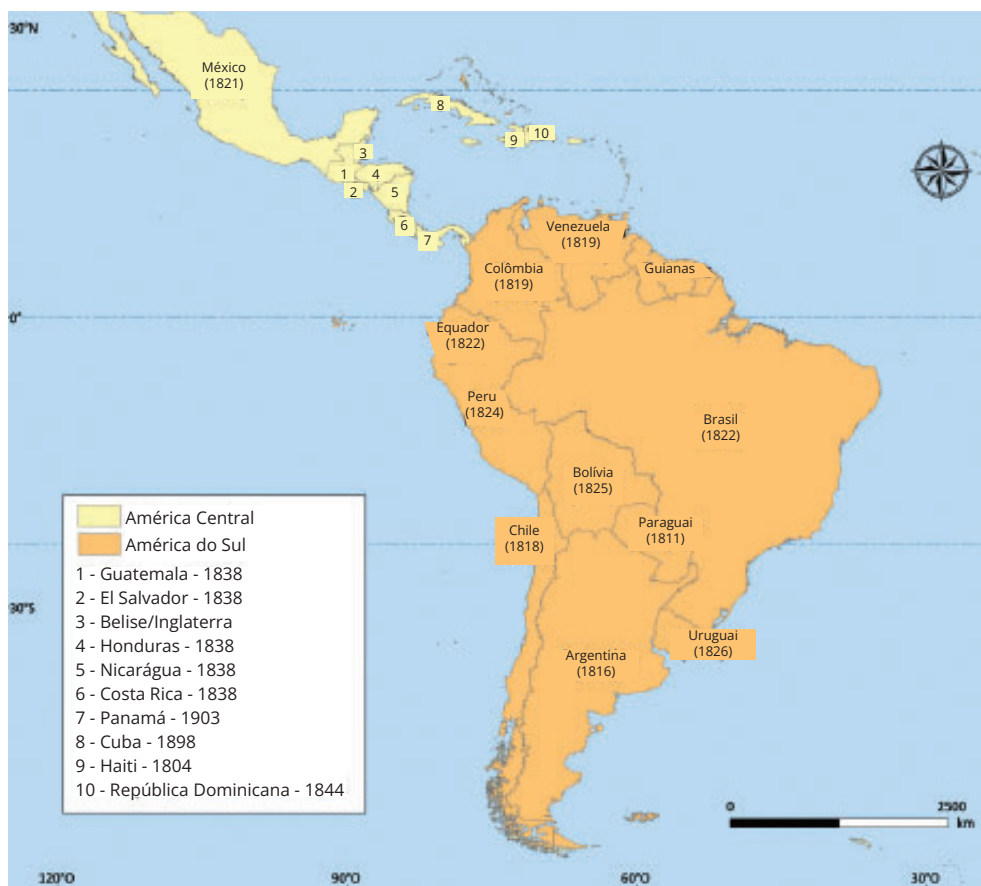 30°N
México
(1821)
8
9
10
3
1
4
2
5
6
7
Venezuela
(1819)
Colômbia
(1819)
Guianas
0°
Equador
(1822)
Peru
(1824)
Brasil
(1822)
Bolívia
(1825)
Paraguai
(1811)
Chile
(1818)
Uruguai
(1826)
Argentina
(1816)
América Central
América do Sul
1 - Guatemala - 1838
2 - El Salvador - 1838
3 - Belise/Inglaterra
4 - Honduras - 1838
5 - Nicarágua - 1838
6 - Costa Rica - 1838
7 - Panamá - 1903
8 - Cuba - 1898
9 - Haiti - 1804
10 - República Dominicana - 1844
30°S
0 2500
km
120°O 90°O 60°O 30°O